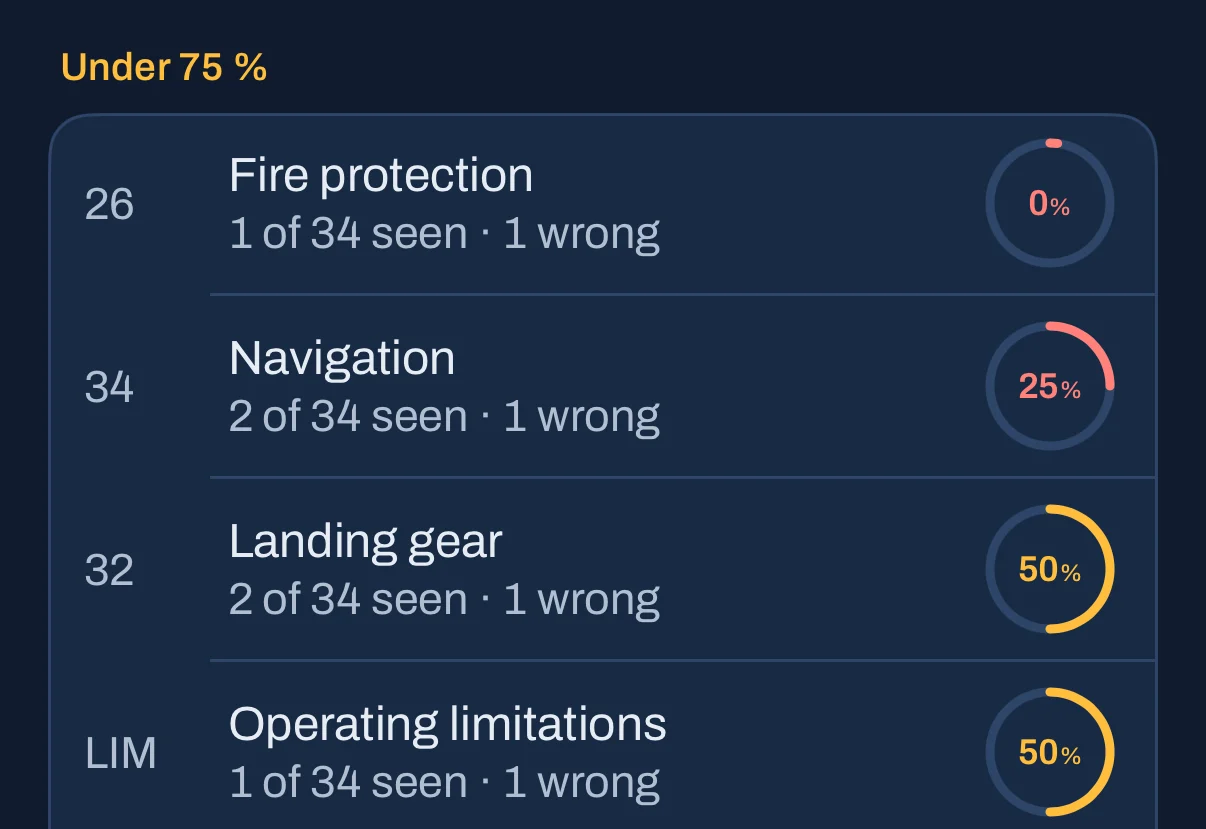 Under 75 %
26
Fire protection
1 of 34 seen · 1 wrong
0%
34
Navigation
2 of 34 seen · 1 wrong
25%
32
Landing gear
2 of 34 seen · 1 wrong
50%
LIM
Operating limitations
1 of 34 seen · 1 wrong
50%